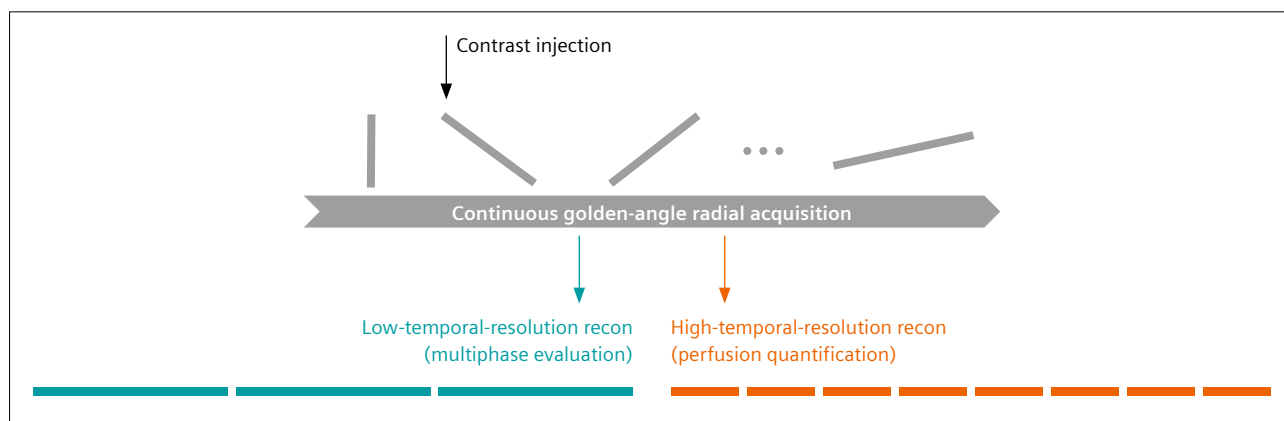 Contrast injection
Continuous golden-angle radial acquisition
Low-temporal-resolution recon
(multiphase evaluation)
High-temporal-resolution recon
(perfusion quantification)